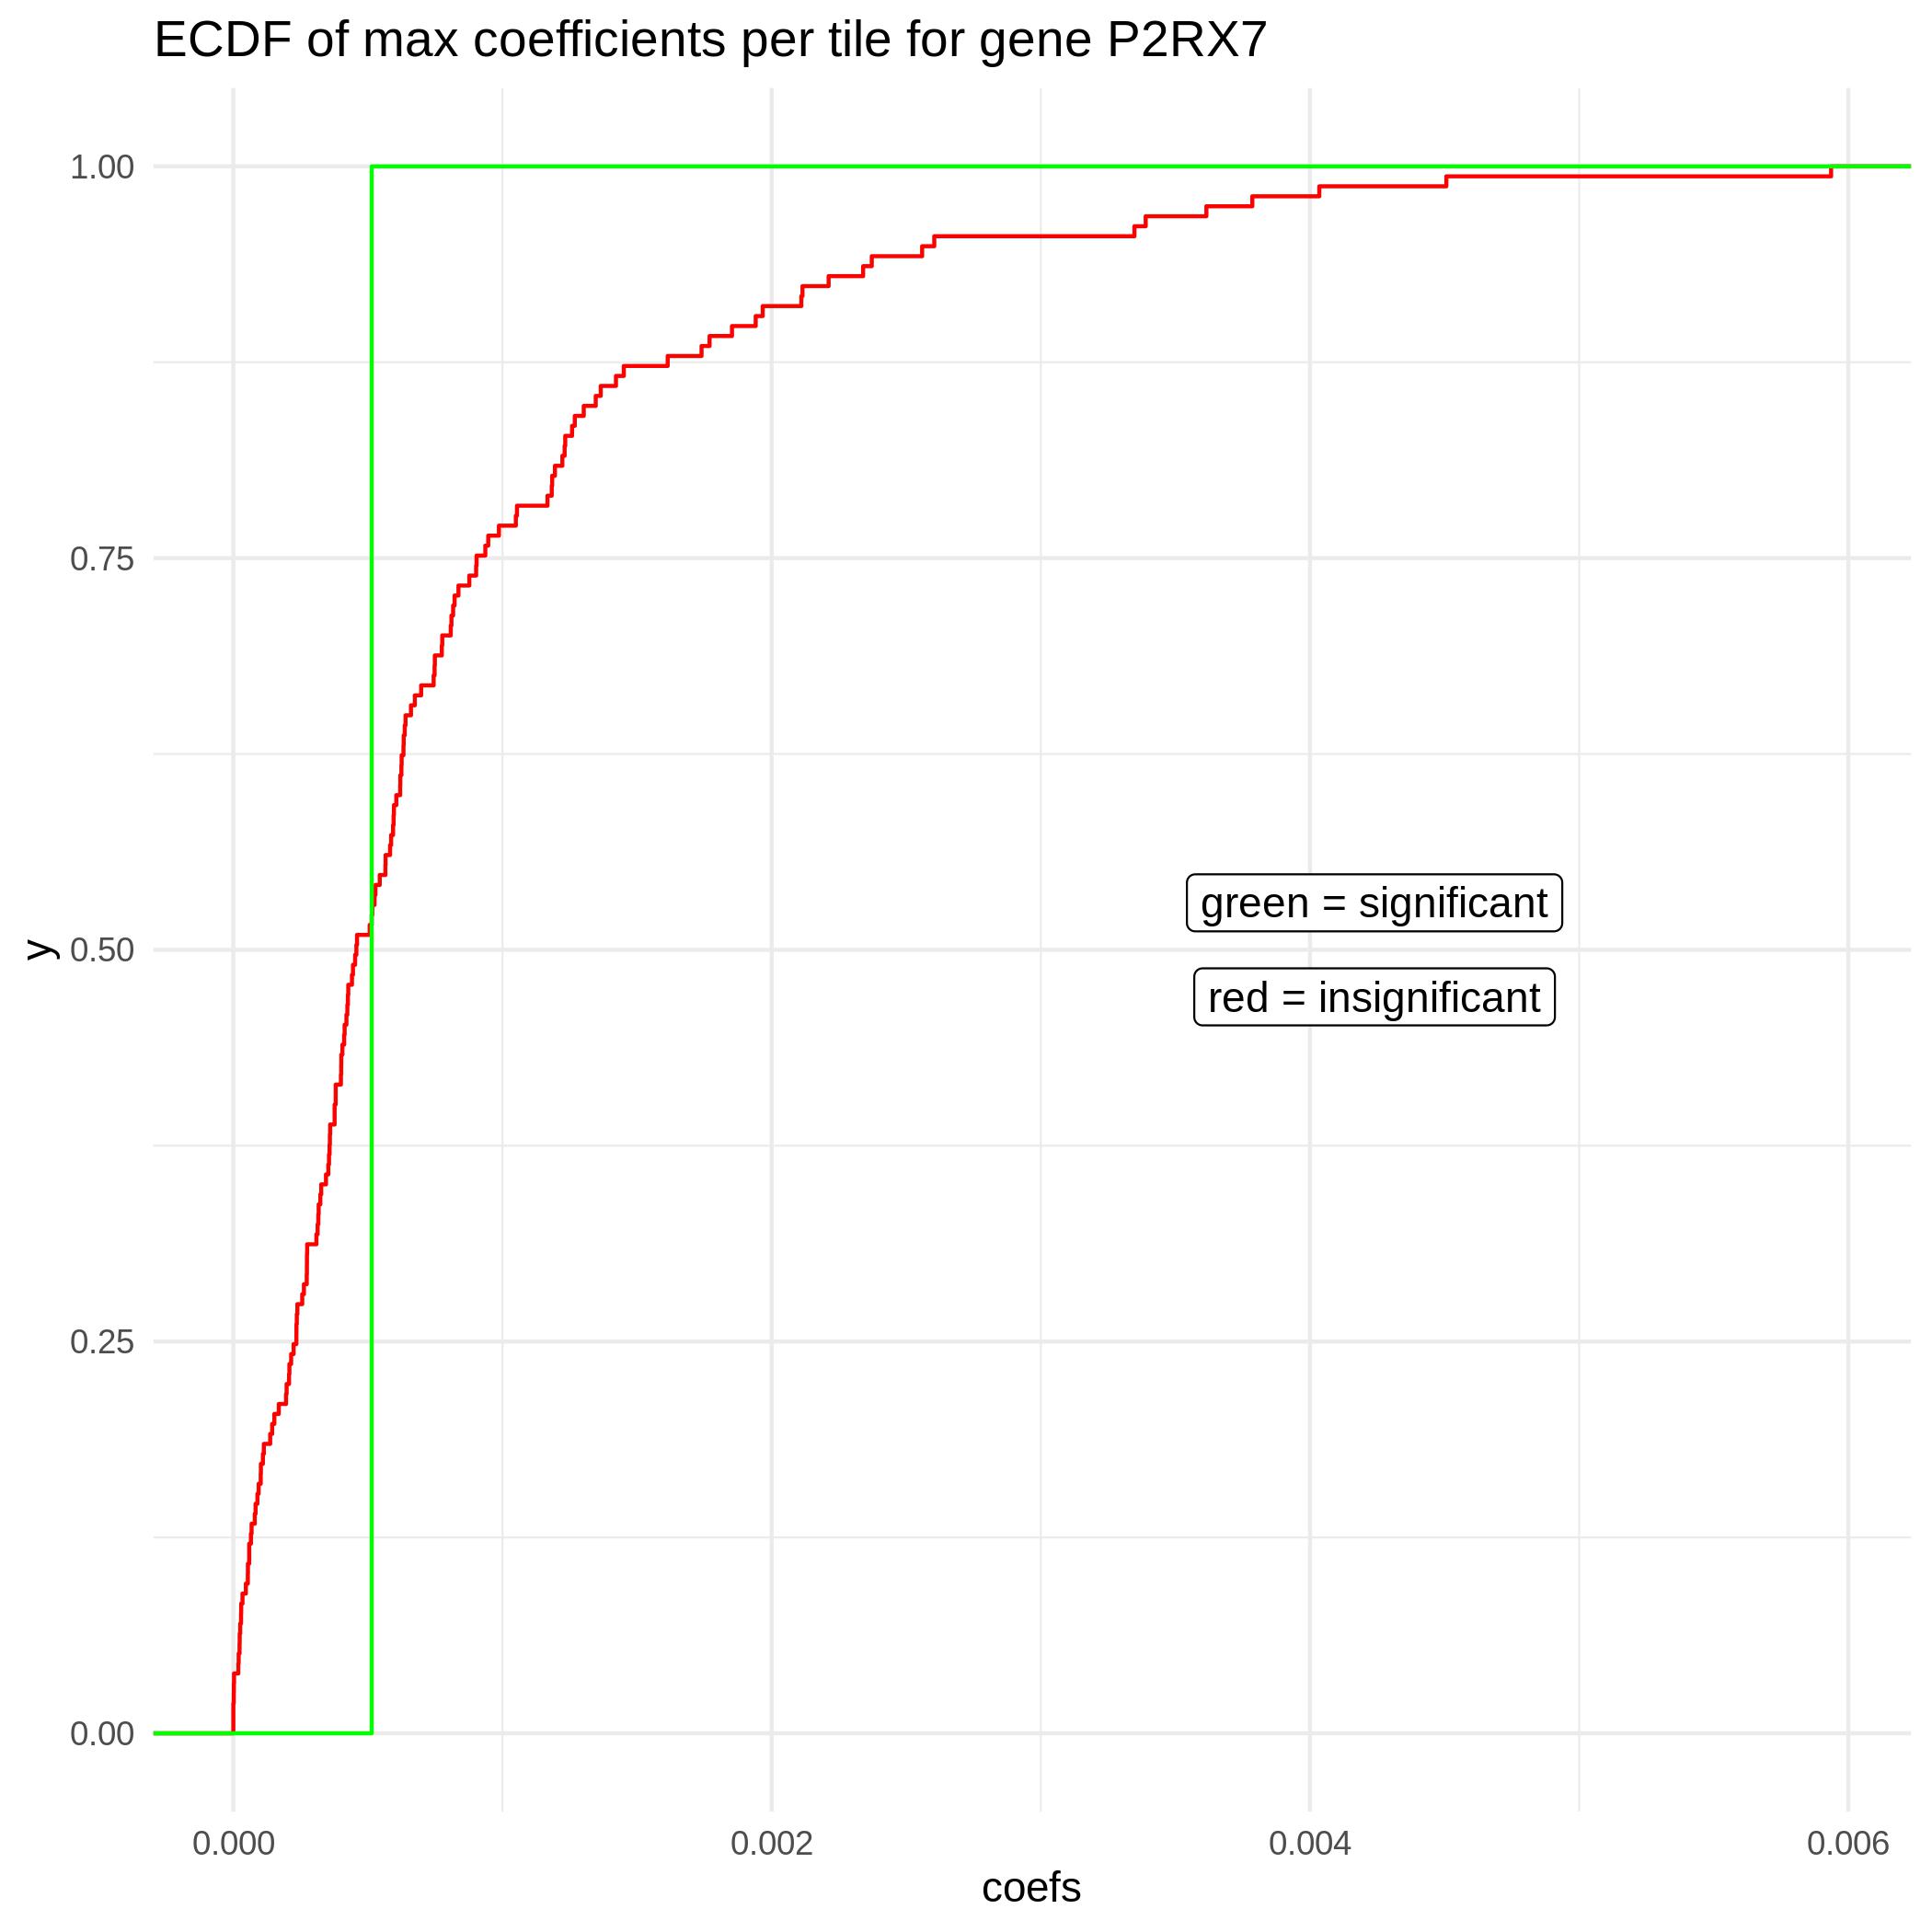 ECDF of max coefficients per tile for gene P2RX7
1.00
0.75
y
0.50
0.25
0.00
green = significant
red = insignificant
0.000
0.002
0.004
0.006
coefs